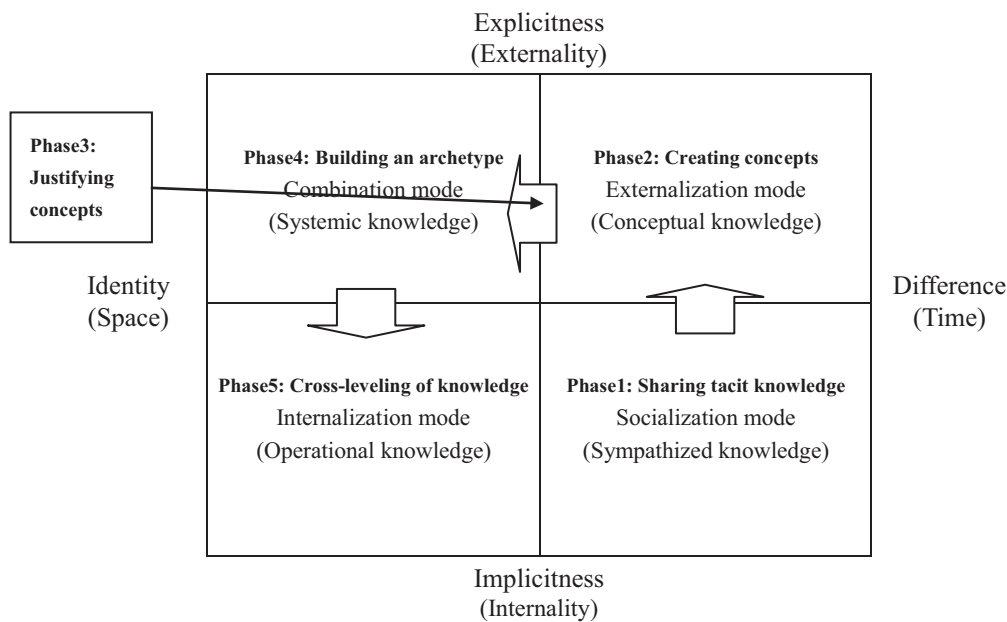 Explicitness
(Externality)
Phase3:
Justifying
concepts
Phase4: Building an archetype
Combination mode
(Systemic knowledge)
Phase2: Creating concepts
Externalization mode
(Conceptual knowledge)
Identity
(Space)
Difference
(Time)
Phase5: Cross-leveling of knowledge
Internalization mode
(Operational knowledge)
Phase1: Sharing tacit knowledge
Socialization mode
(Sympathized knowledge)
Implicitness
(Internality)